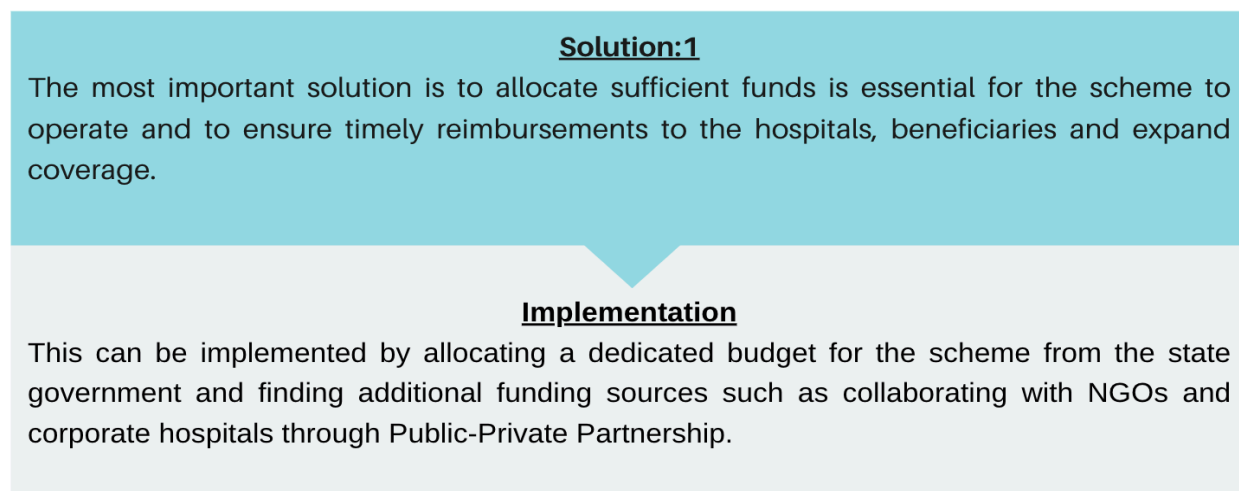 Solution:1
The most important solution is to allocate sufficient funds is essential for the scheme to
operate and to ensure timely reimbursements to the hospitals, beneficiaries and expand
coverage.
Implementation
This can be implemented by allocating a dedicated budget for the scheme from the state
government and finding additional funding sources such as collaborating with NGOs and
corporate hospitals through Public-Private Partnership.